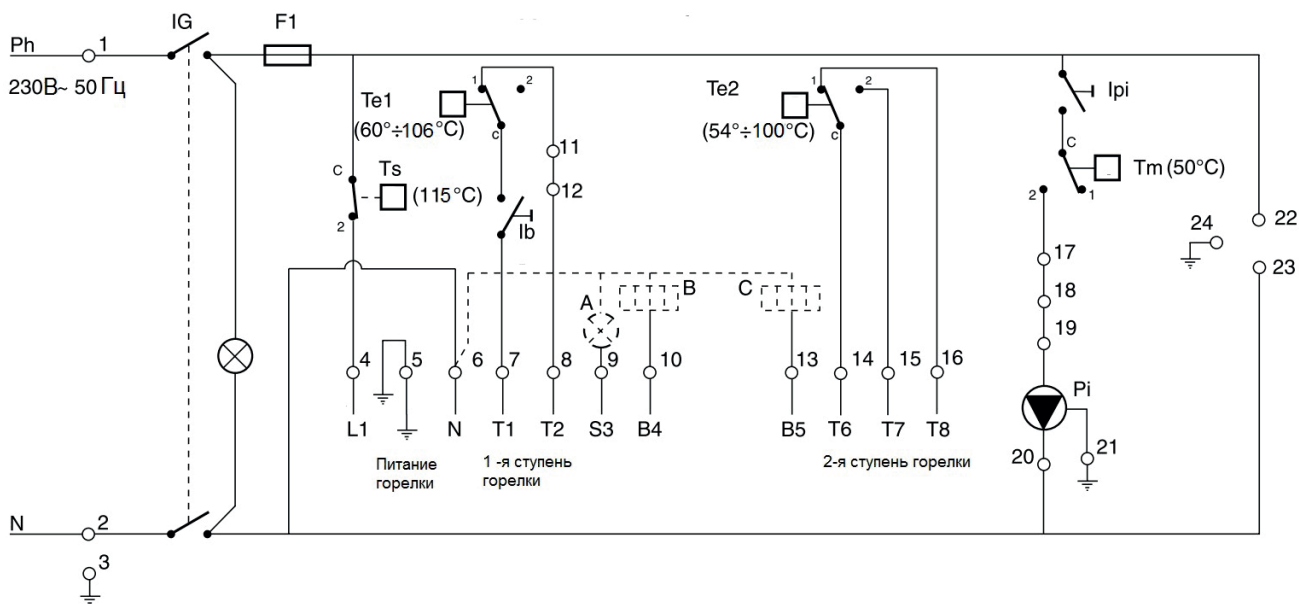 IG
F1
Ph
1
230В~ 50 Гц
Te1
(60°÷106°C)
1
2
c
Te2
(54°÷100°C)
1
2
c
Ipi
C
Tm (50°C)
2
1
11
12
C
Ts
(115°C)
2
Ib
24
22
23
17
18
19
A
B
C
4
5
6
7
8
9
10
13
14
15
16
Pi
20
21
L1
N
T1
T2
S3
B4
B5
T6
T7
T8
Питание
горелки
1 -я ступень
горелки
2-я ступень горелки
N
2
3